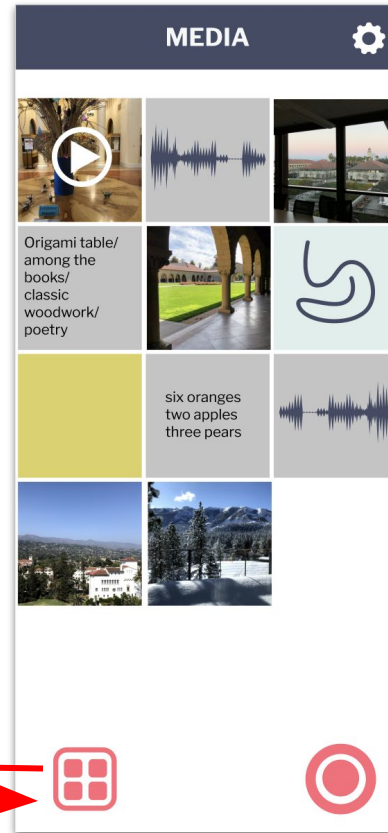 MEDIA
Origami table/
among the
books/
classic
woodwork/
poetry
six oranges
two apples
three pears